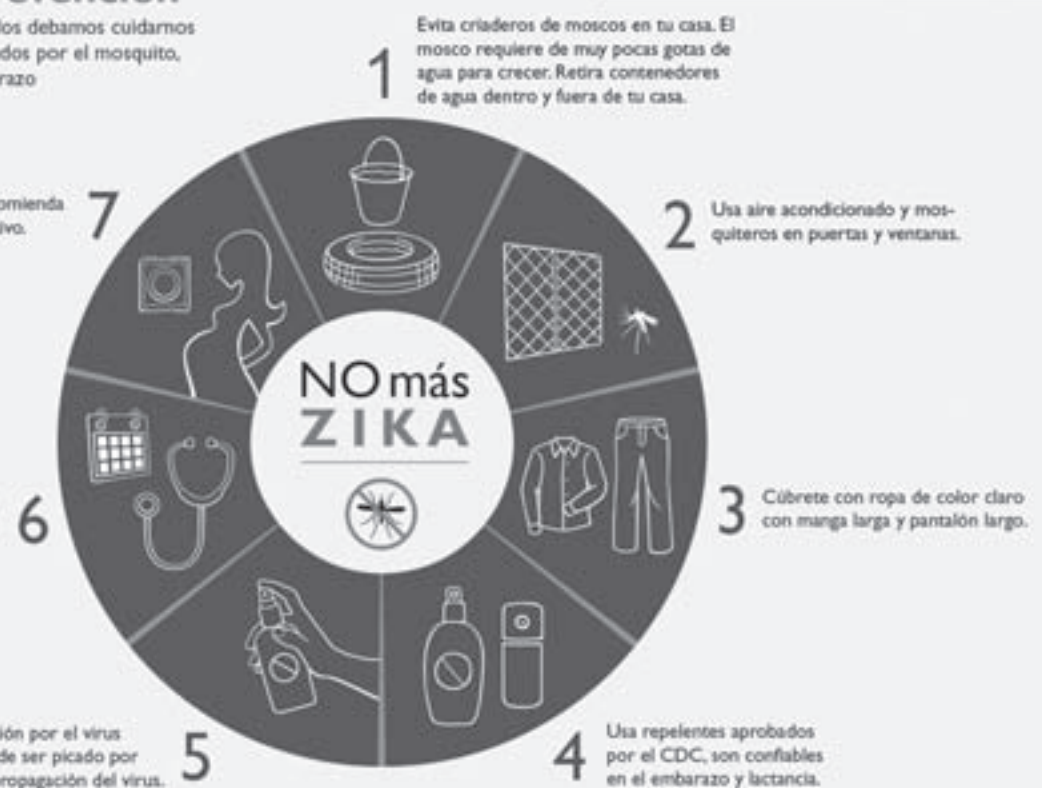 los debamos cuidarnos
dos por el mosquito,
1
Evita criaderos de moscos en tu casa. El
mosco requiere de muy pocas gotas de
agua para crecer. Retira contenedores
de agua dentro y fuera de tu casa.
2
Usa aire acondicionado y mos-
quiteros en puertas y ventanas.
3
Cúbrete con ropa de color claro
con manga larga y pantalón largo.
4
Usa repelentes aprobados
por el CDC, son confiables
en el embarazo y lactancia.
5
ión por el virus
de ser picado por
ropagación del virus.
6
7
omienda
ivo.
NO más
ZIKA